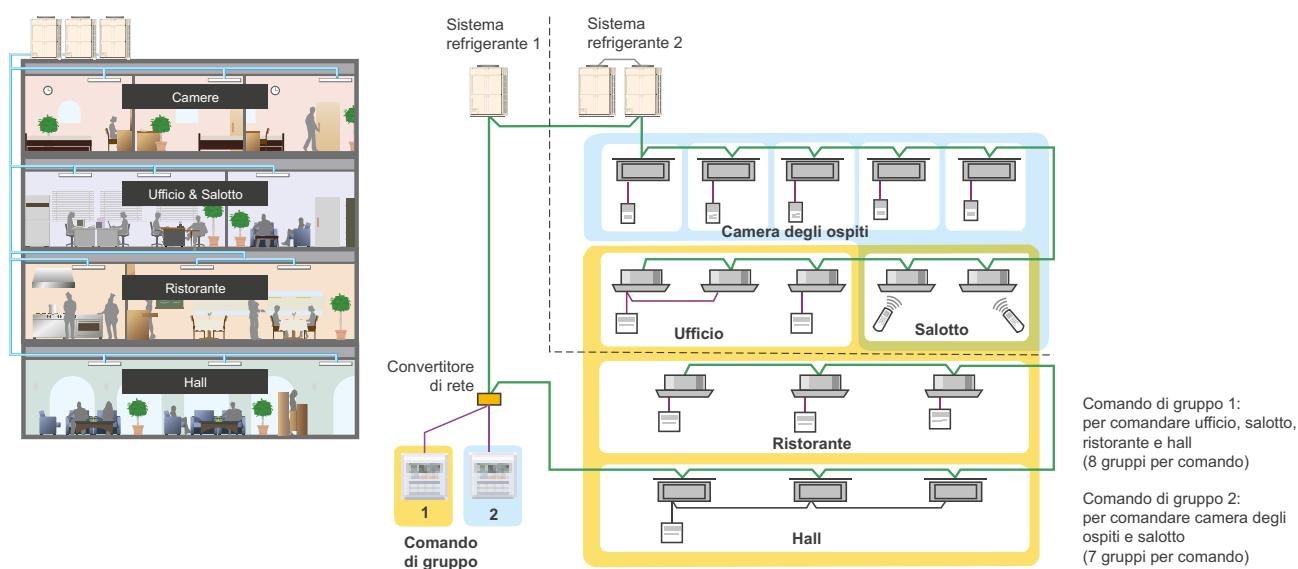 Camere
Ufficio & Salotto
Ristorante
Hall
Sistema
refrigerante 1
Sistema
refrigerante 2
Camera degli ospiti
Ufficio
Salotto
Convertitore
di rete
Ristorante
Hall
1
2
Comando
di gruppo
Comando di gruppo 1:
per comandare ufficio, salotto,
ristorante e hall
(8 gruppi per comando)
Comando di gruppo 2:
per comandare camera degli
ospiti e salotto
(7 gruppi per comando)